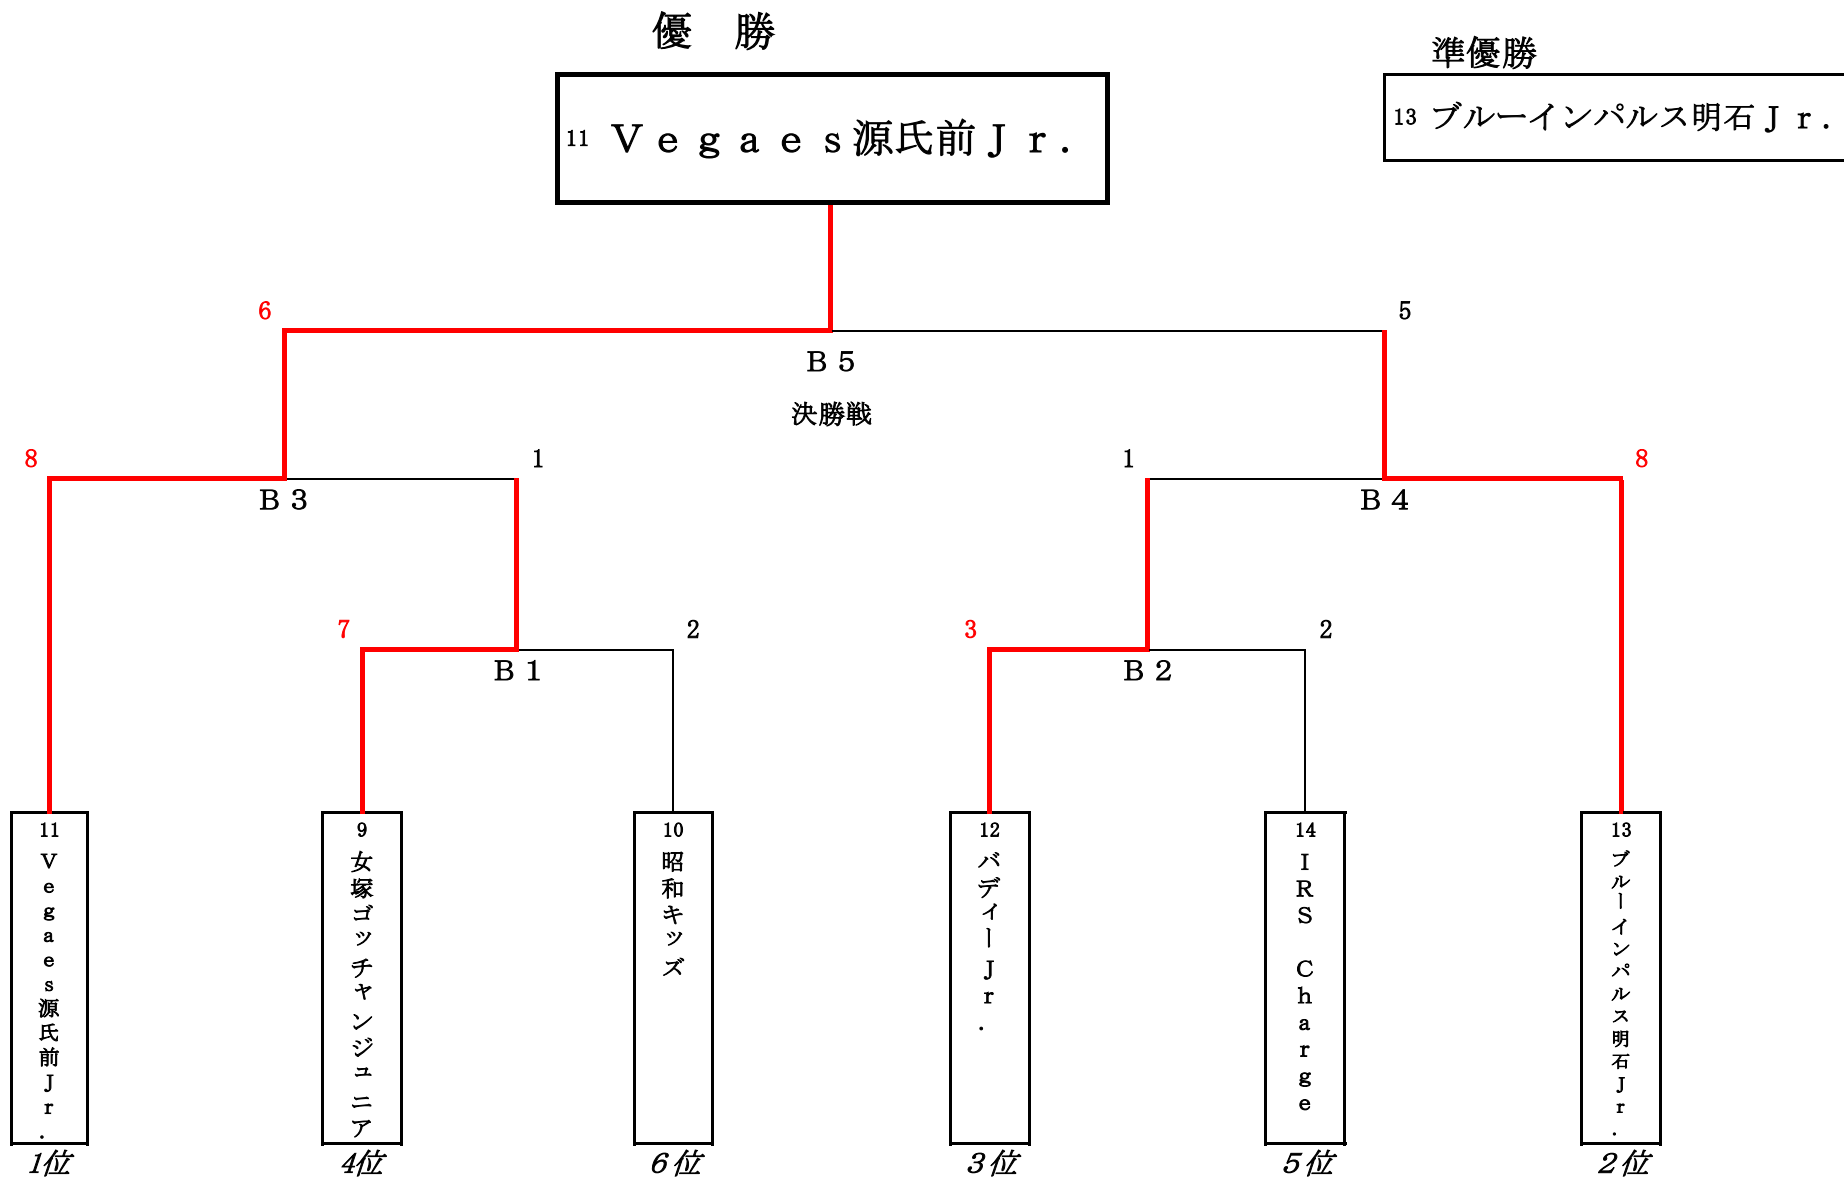 優　勝
準優勝
11 Ｖｅｇａｅｓ源氏前Ｊｒ．
13 ブルーインパルス明石Ｊｒ．
6
5
Ｂ５
決勝戦
8
1
1
8
Ｂ３
Ｂ４
7
2
3
2
Ｂ１
Ｂ２
11 Ｖｅｇａｅｓ源氏前Ｊｒ．
9 女塚ゴッチャンジュニア
10 昭和キッズ
12 バディーＪｒ．
14 ＩＲＳ　Ｃｈａｒｇｅ
13 ブルーインパルス明石Ｊｒ．
1位
4位
６位
３位
５位
２位